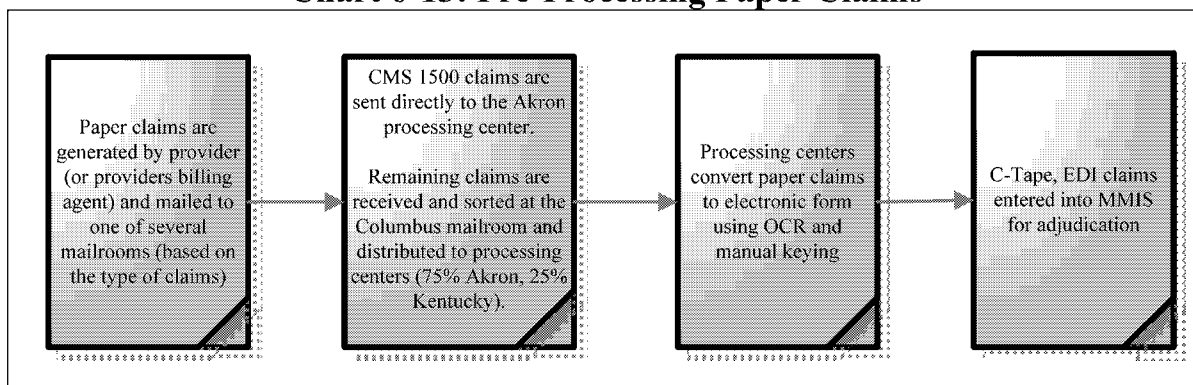 Chart 6-15: Pre-Processing Paper Claims
Paper claims are
generated by provider
(or providers billing
agent) and mailed to
one of several
mailrooms (based on
the type of claims)
CMS 1500 claims are
sent directly to the Akron
processing center.
Remaining claims are
received and sorted at the
Columbus mailroom and
distributed to processing
centers (75% Akron, 25%
Kentucky).
Processing centers
convert paper claims
to electronic form
using OCR and
manual keying
C-Tape, EDI claims
entered into MMIS
for adjudication